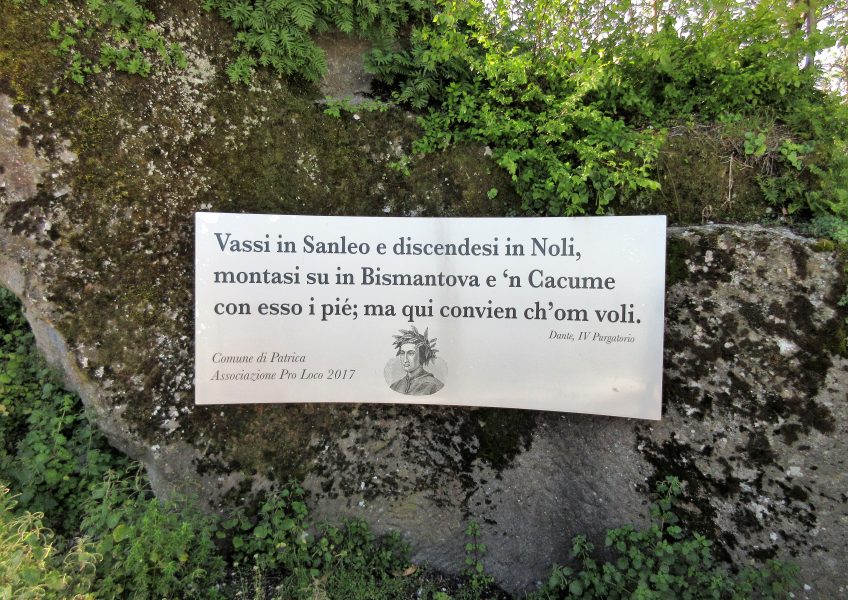 Vassi in Sanleo e discendesi in Noli,
montasi su in Bismantova e ‘n Cacume
con esso i pié; ma qui convien ch’om voli.
Dante, IV Purgatorio
Comune di Patrica
Associazione Pro Loco 2017